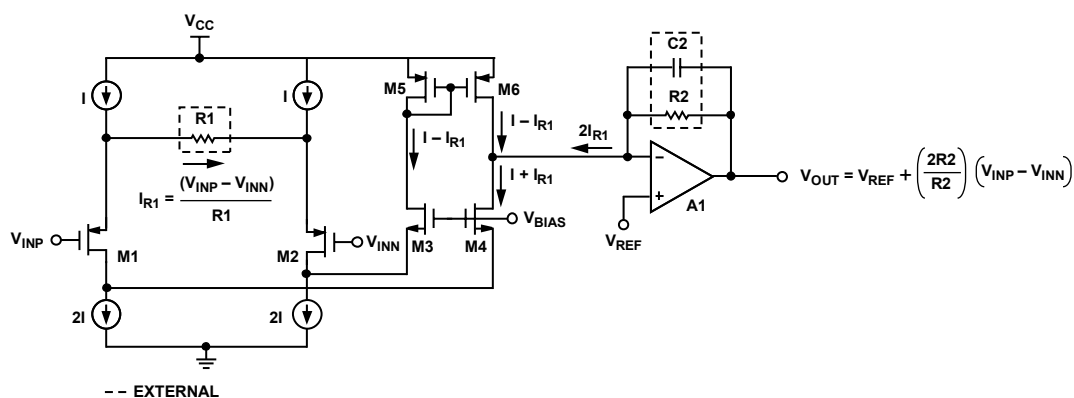 VCC
I
I
R1
IR1 = (VINP – VINN) / R1
VINP
M1
M2
VINN
2I
2I
M5
M6
I – IR1
I – IR1
I + IR1
M3
M4
VBIAS
2IR1
C2
R2
–
+
A1
VREF
VOUT = VREF + (2R2 / R2) (VINP – VINN)
-- EXTERNAL